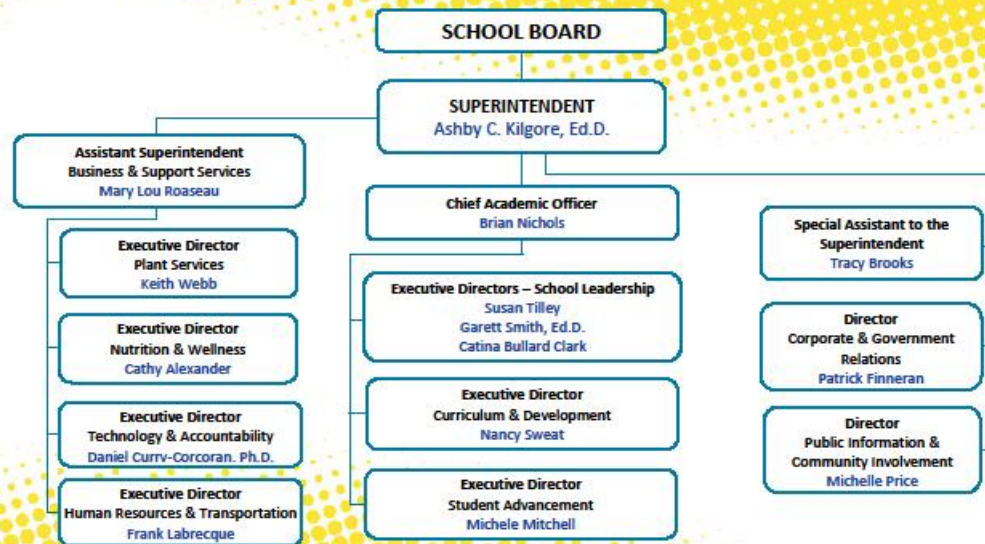 SCHOOL BOARD
SUPERINTENDENT
Ashby C. Kilgore, Ed.D.
Assistant Superintendent
Business & Support Services
Mary Lou Roaseau
Executive Director
Plant Services
Keith Webb
Executive Director
Nutrition & Wellness
Cathy Alexander
Executive Director
Technology & Accountability
Daniel Curry-Corcoran. Ph.D.
Executive Director
Human Resources & Transportation
Frank Labrecque
Chief Academic Officer
Brian Nichols
Executive Directors – School Leadership
Susan Tilley
Garett Smith, Ed.D.
Catina Bullard Clark
Executive Director
Curriculum & Development
Nancy Sweat
Executive Director
Student Advancement
Michele Mitchell
Special Assistant to the
Superintendent
Tracy Brooks
Director
Corporate & Government
Relations
Patrick Finneran
Director
Public Information &
Community Involvement
Michelle Price